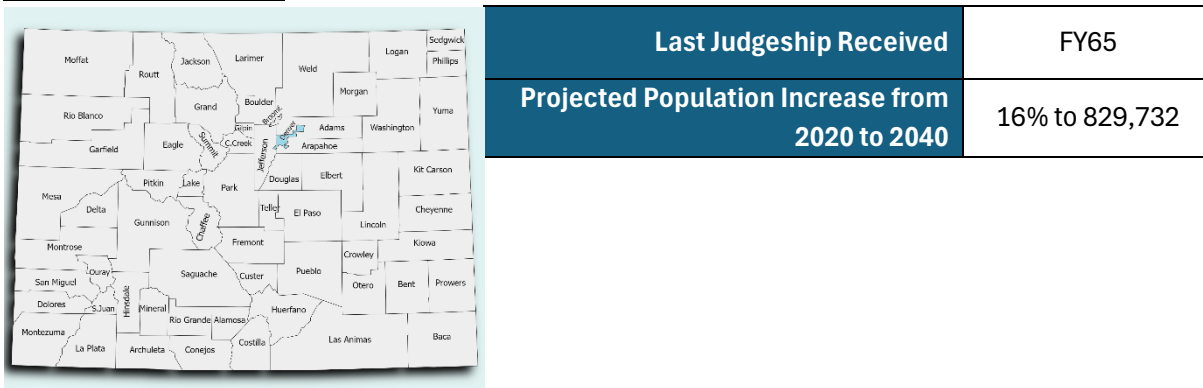 Last Judgeship Received FY65
Projected Population Increase from
2020 to 2040
16% to 829,732
Moffat
Routt
Jackson
Larimer
Weld
Logan
Sedgwick
Phillips
Morgan
Grand
Boulder
Broomf
Rio Blanco
Yuma
Gilpin
Denver
Adams
Washington
Garfield
Eagle
Summit
C.Creek
Jefferson
Arapahoe
Kit Carson
Pitkin
Lake
Park
Douglas
Elbert
Mesa
Delta
Gunnison
Chaffee
Teller
El Paso
Lincoln
Cheyenne
Montrose
Fremont
Kiowa
Crowley
Ouray
Saguache
Custer
Pueblo
San Miguel
Otero
Bent
Prowers
Dolores
S.Juan
Hinsdale
Mineral
Rio Grande
Alamosa
Huerfano
Montezuma
La Plata
Archuleta
Conejos
Costilla
Las Animas
Baca